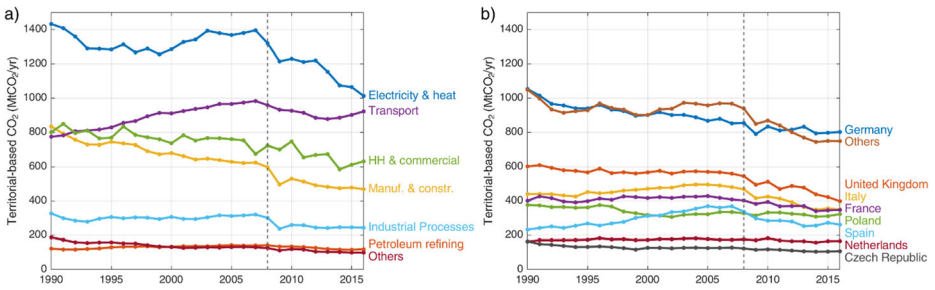 a)
Territorial-based CO2 (MtCO2/yr)
1400
1200
1000
800
600
400
200
0
1990
1995
2000
2005
2010
2015
Electricity & heat
Transport
HH & commercial
Manuf. & constr.
Industrial Processes
Petroleum refining
Others
b)
Territorial-based CO2 (MtCO2/yr)
1400
1200
1000
800
600
400
200
0
1990
1995
2000
2005
2010
2015
Germany
Others
United Kingdom
Italy
France
Poland
Spain
Netherlands
Czech Republic